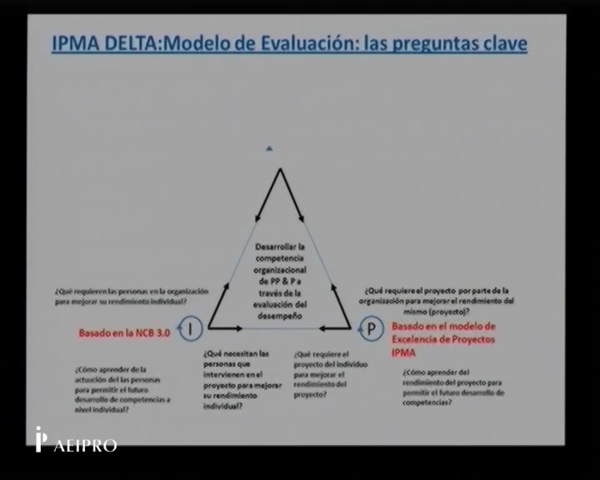 IPMA DELTA:Modelo de Evaluación: las preguntas clave
Desarrollar la
competencia
organizacional
de PP & P a
través de la
evaluación del
desempeño
¿Qué requieren las personas en la organización
para mejorar su rendimiento individual?
¿Qué requiere el proyecto por parte de la
organización para mejorar el rendimiento del
mismo (proyecto)?
Basado en la NCB 3.0
I
P
Basado en el modelo de
Excelencia de Proyectos
IPMA
¿Cómo aprender de la
actuación del las personas
para permitir el futuro
desarrollo de competencias a
nivel individual?
¿Qué necesitan las
personas que
intervienen en el
proyecto para mejorar
su rendimiento
individual?
¿Qué requiere el
proyecto del individuo
para mejorar el
rendimiento del
proyecto?
¿Cómo aprender del
rendimiento del proyecto para
permitir el futuro desarrollo de
competencias?
AEIPRO